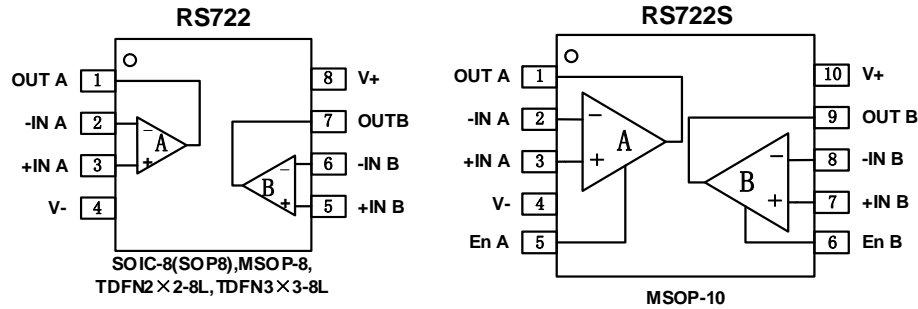 RS722
OUT A 1
-IN A 2
+IN A 3
V- 4
8 V+
7 OUTB
6 -IN B
5 +IN B
− A +
− B +
SOIC-8(SOP8),MSOP-8,
TDFN2×2-8L,TDFN3×3-8L
RS722S
OUT A 1
-IN A 2
+IN A 3
V- 4
En A 5
10 V+
9 OUT B
8 -IN B
7 +IN B
6 En B
− A +
− B +
MSOP-10